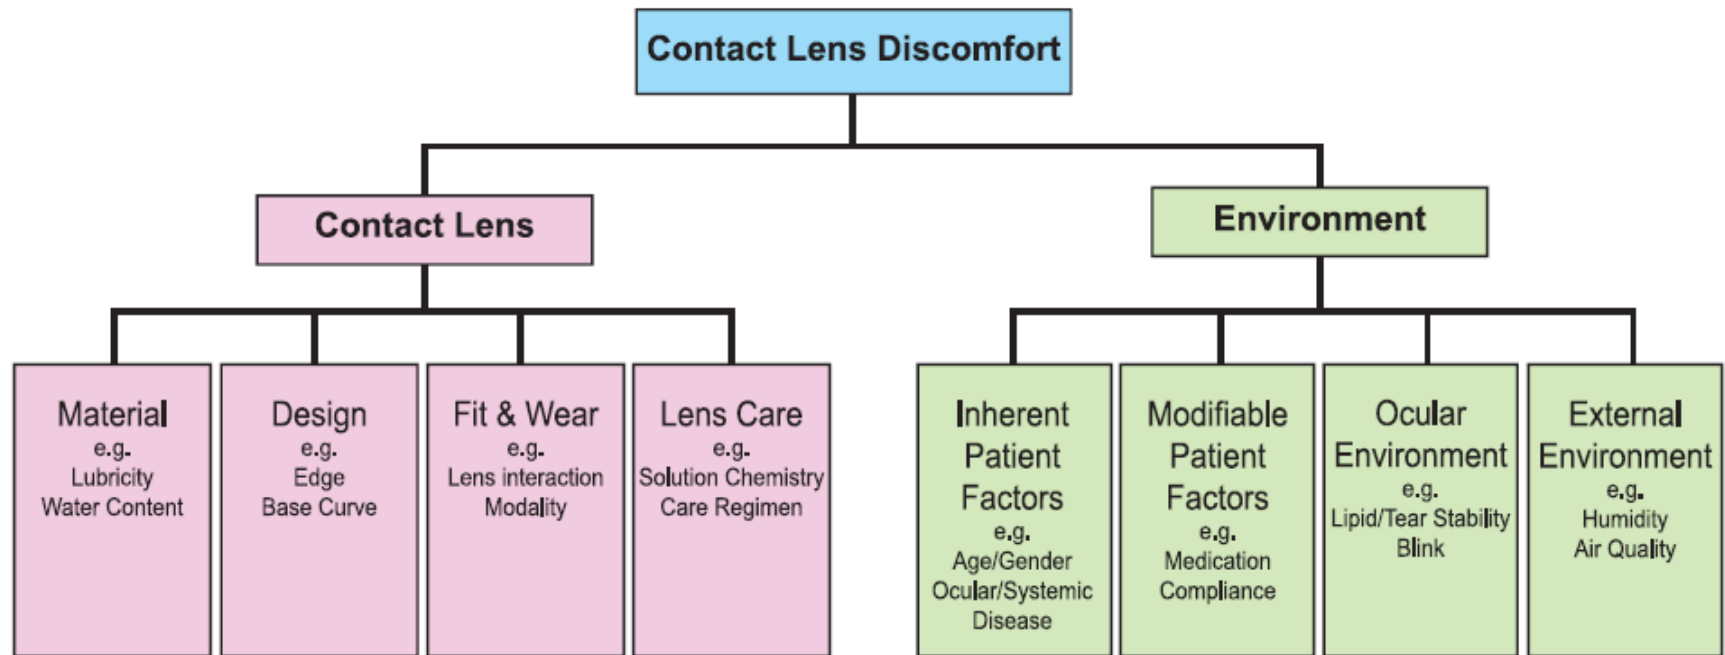 Contact Lens Discomfort
Contact Lens
Environment
Material
e.g.
Lubricity
Water Content
Design
e.g.
Edge
Base Curve
Fit & Wear
e.g.
Lens interaction
Modality
Lens Care
e.g.
Solution Chemistry
Care Regimen
Inherent
Patient
Factors
e.g.
Age/Gender
Ocular/Systemic
Disease
Modifiable
Patient
Factors
e.g.
Medication
Compliance
Ocular
Environment
e.g.
Lipid/Tear Stability
Blink
External
Environment
e.g.
Humidity
Air Quality